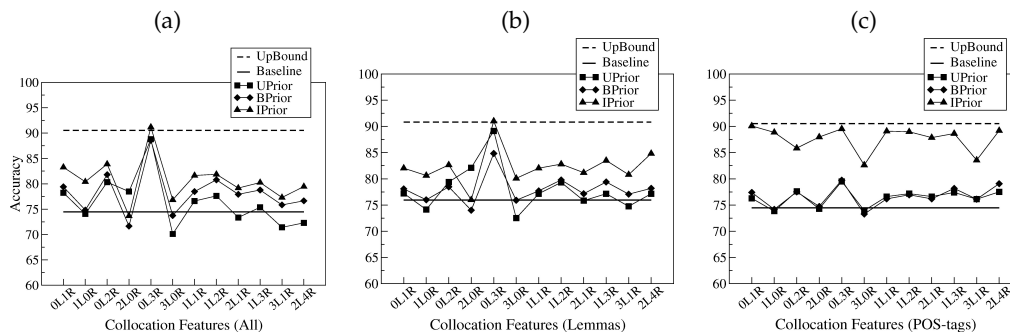 (a)
UpBound
Baseline
UPrior
BPrior
IPrior
100
95
90
85
80
75
70
65
60
Accuracy
0L1R 1L0R 0L2R 2L0R 0L3R 3L0R 1L1R 1L2R 2L1R 1L3R 3L1R 2L4R
Collocation Features (All)
(b)
UpBound
Baseline
UPrior
BPrior
IPrior
100
95
90
85
80
75
70
65
60
0L1R 1L0R 0L2R 2L0R 0L3R 3L0R 1L1R 1L2R 2L1R 1L3R 3L1R 2L4R
Collocation Features (Lemmas)
(c)
UpBound
Baseline
UPrior
BPrior
IPrior
100
95
90
85
80
75
70
65
60
0L1R 1L0R 0L2R 2L0R 0L3R 3L0R 1L1R 1L2R 2L1R 1L3R 3L1R 2L4R
Collocation Features (POS-tags)